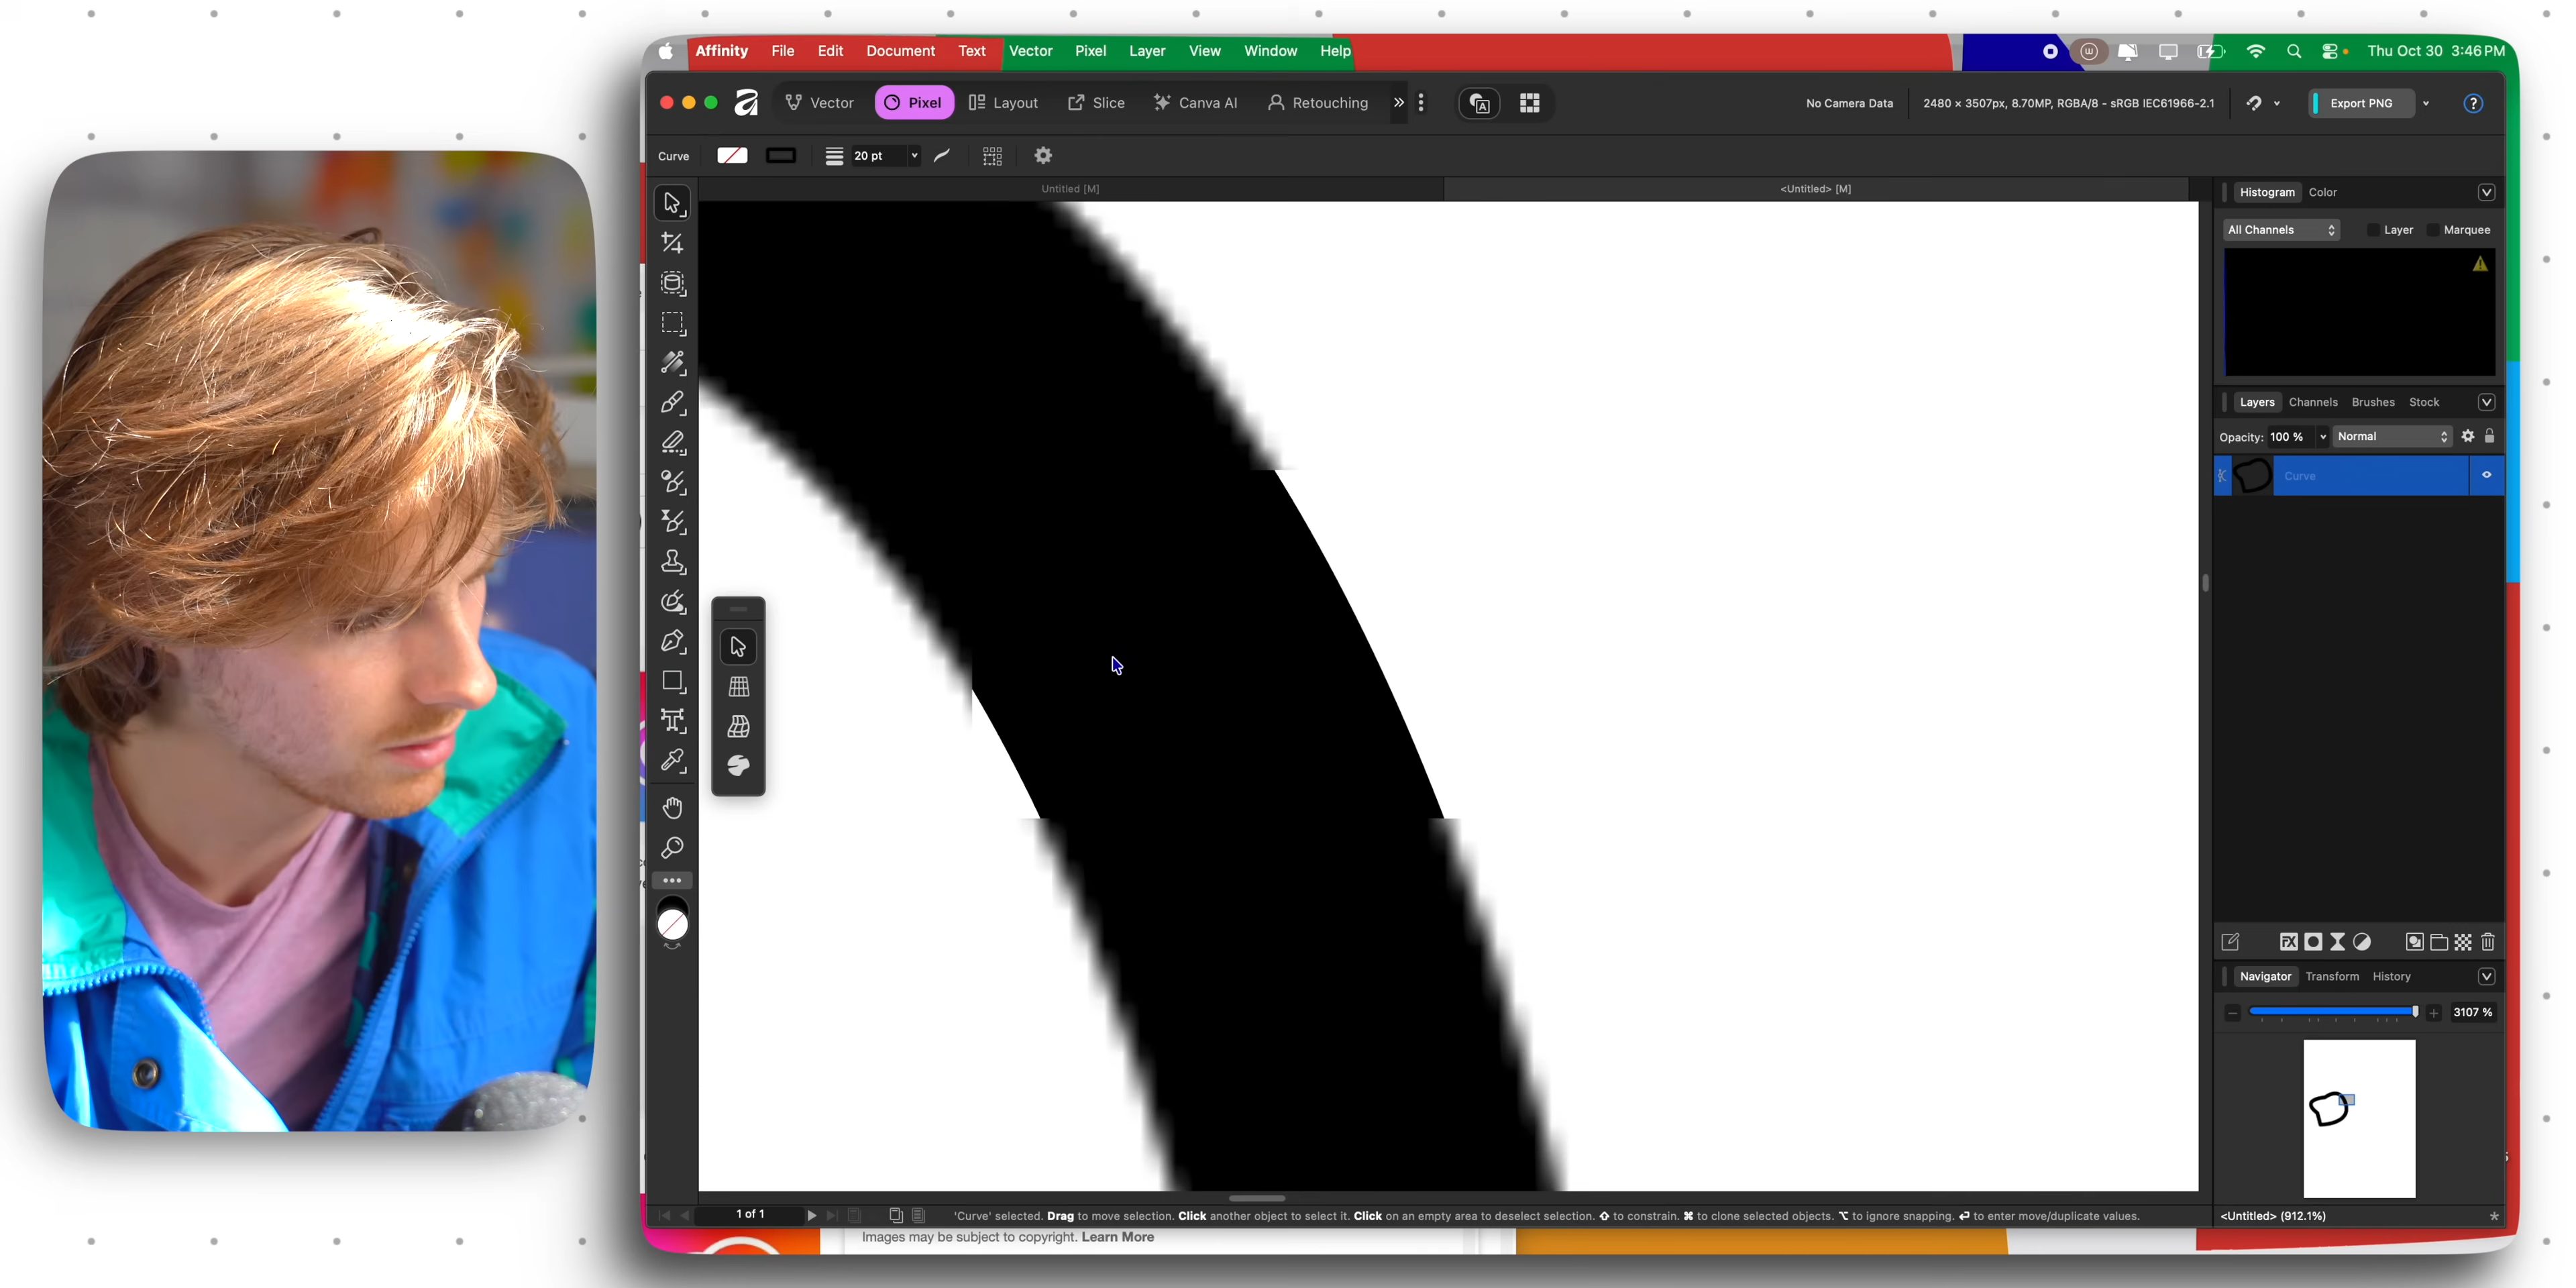 Affinity File Edit Document Text Vector Pixel Layer View Window Help
Thu Oct 30 3:46 PM
Vector Pixel Layout Slice Canva AI Retouching
No Camera Data 2480 × 3507px, 8.70MP, RGBA/8 - sRGB IEC61966-2.1
Export PNG
Curve 20 pt
Untitled [M] <Untitled> [M]
Histogram Color
All Channels Layer Marquee
Layers Channels Brushes Stock
Opacity: 100 % Normal
Curve
Navigator Transform History
3107 %
1 of 1
'Curve' selected. Drag to move selection. Click another object to select it. Click on an empty area to deselect selection. ⇧ to constrain. ⌘ to clone selected objects. ⌥ to ignore snapping. ↵ to enter move/duplicate values.
<Untitled> (912.1%)
Images may be subject to copyright. Learn More